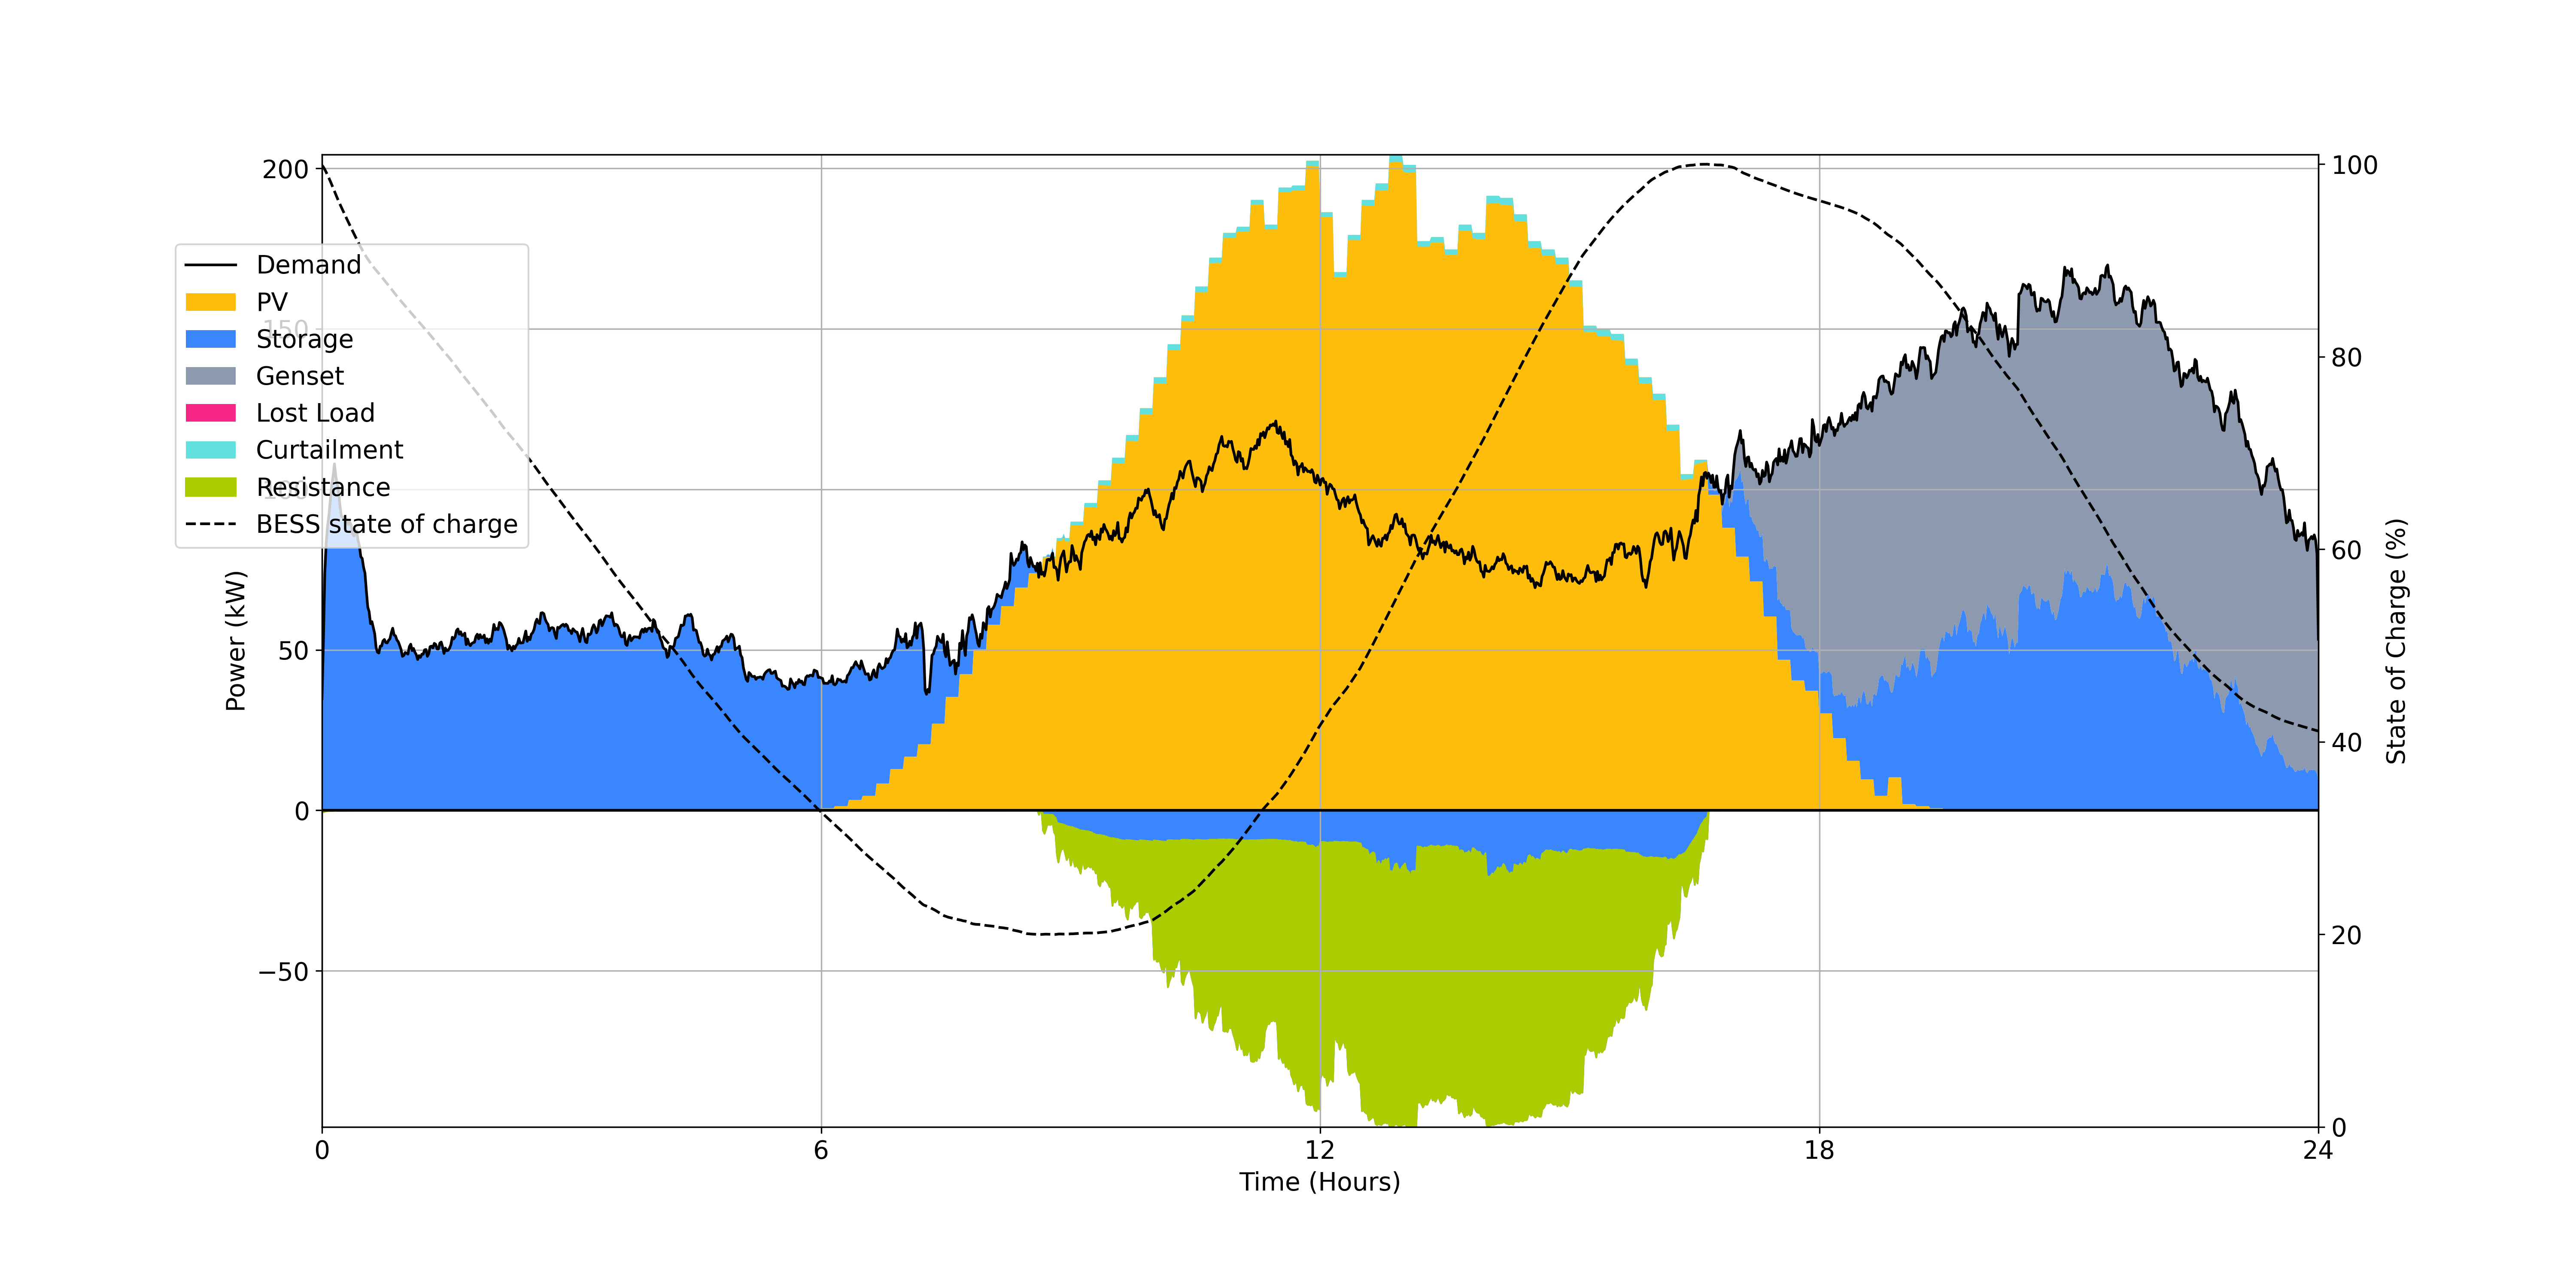 200
150
100
50
0
−50
Power (kW)
Demand
PV
Storage
Genset
Lost Load
Curtailment
Resistance
BESS state of charge
100
80
60
40
20
0
State of Charge (%)
0 6 12 18 24
Time (Hours)